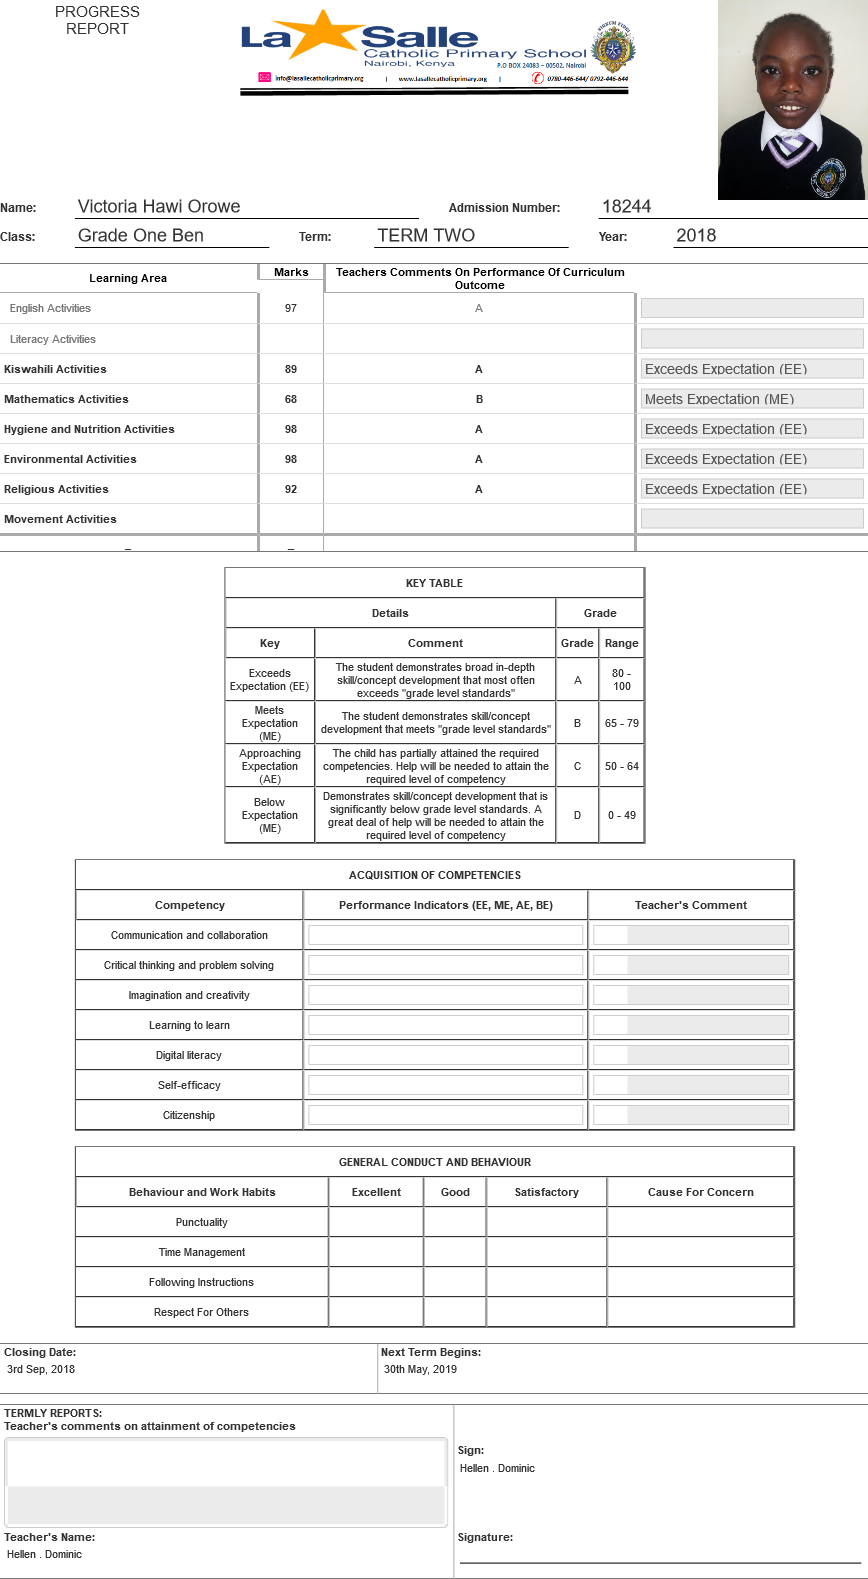 PROGRESS
REPORT
La Salle
Catholic Primary School
Nairobi, Kenya
P.O BOX 24083 – 00502. Nairobi
info@lasallecatholicprimary.org | www.lasallecatholicprimary.org | 0780-446-644/ 0792-446-644
Name: Victoria Hawi Orowe Admission Number: 18244
Class: Grade One Ben Term: TERM TWO Year: 2018
Learning Area Marks Teachers Comments On Performance Of Curriculum
Outcome
English Activities 97 A
Literacy Activities
Kiswahili Activities 89 A Exceeds Expectation (EE)
Mathematics Activities 68 B Meets Expectation (ME)
Hygiene and Nutrition Activities 98 A Exceeds Expectation (EE)
Environmental Activities 98 A Exceeds Expectation (EE)
Religious Activities 92 A Exceeds Expectation (EE)
Movement Activities
_ _
KEY TABLE
Details Grade
Key Comment Grade Range
Exceeds
Expectation (EE)
The student demonstrates broad in-depth
skill/concept development that most often
exceeds "grade level standards"
A
80 -
100
Meets
Expectation
(ME)
The student demonstrates skill/concept
development that meets "grade level standards"
B
65 - 79
Approaching
Expectation
(AE)
The child has partially attained the required
competencies. Help will be needed to attain the
required level of competency
C
50 - 64
Below
Expectation
(ME)
Demonstrates skill/concept development that is
significantly below grade level standards. A
great deal of help will be needed to attain the
required level of competency
D
0 - 49
ACQUISITION OF COMPETENCIES
Competency Performance Indicators (EE, ME, AE, BE) Teacher's Comment
Communication and collaboration
Critical thinking and problem solving
Imagination and creativity
Learning to learn
Digital literacy
Self-efficacy
Citizenship
GENERAL CONDUCT AND BEHAVIOUR
Behaviour and Work Habits Excellent Good Satisfactory Cause For Concern
Punctuality
Time Management
Following Instructions
Respect For Others
Closing Date: Next Term Begins:
3rd Sep, 2018 30th May, 2019
TERMLY REPORTS:
Teacher's comments on attainment of competencies
Sign:
Hellen . Dominic
Teacher's Name: Signature:
Hellen . Dominic